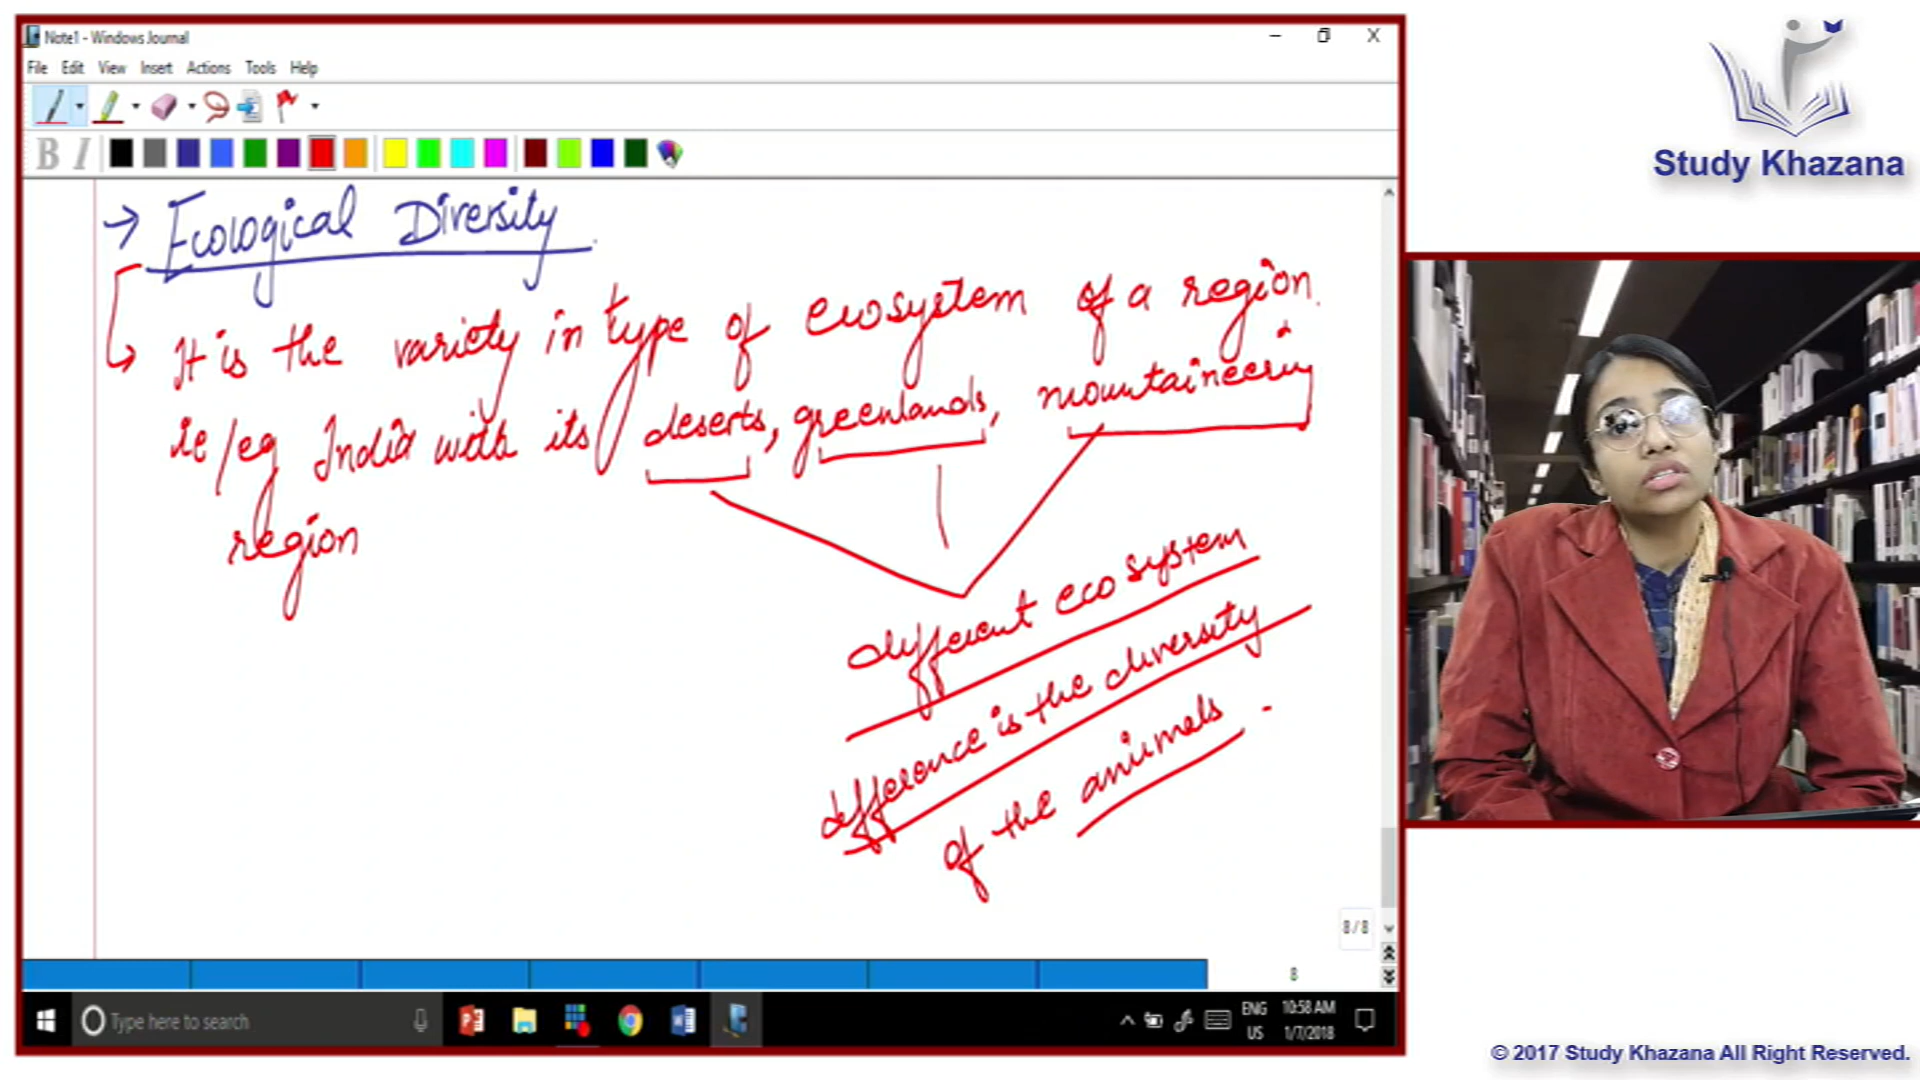 Note1 - Windows Journal
File Edit View Insert Actions Tools Help
B I
Study Khazana
→ Ecological Diversity
It is the variety in type of ecosystem of a region.
ie/eg India with its deserts, greenlands, mountaineering
region
different eco system
difference is the diversity
of the animals.
8/8
8
Type here to search
ENG
US
10:58 AM
1/7/2018
© 2017 Study Khazana All Right Reserved.